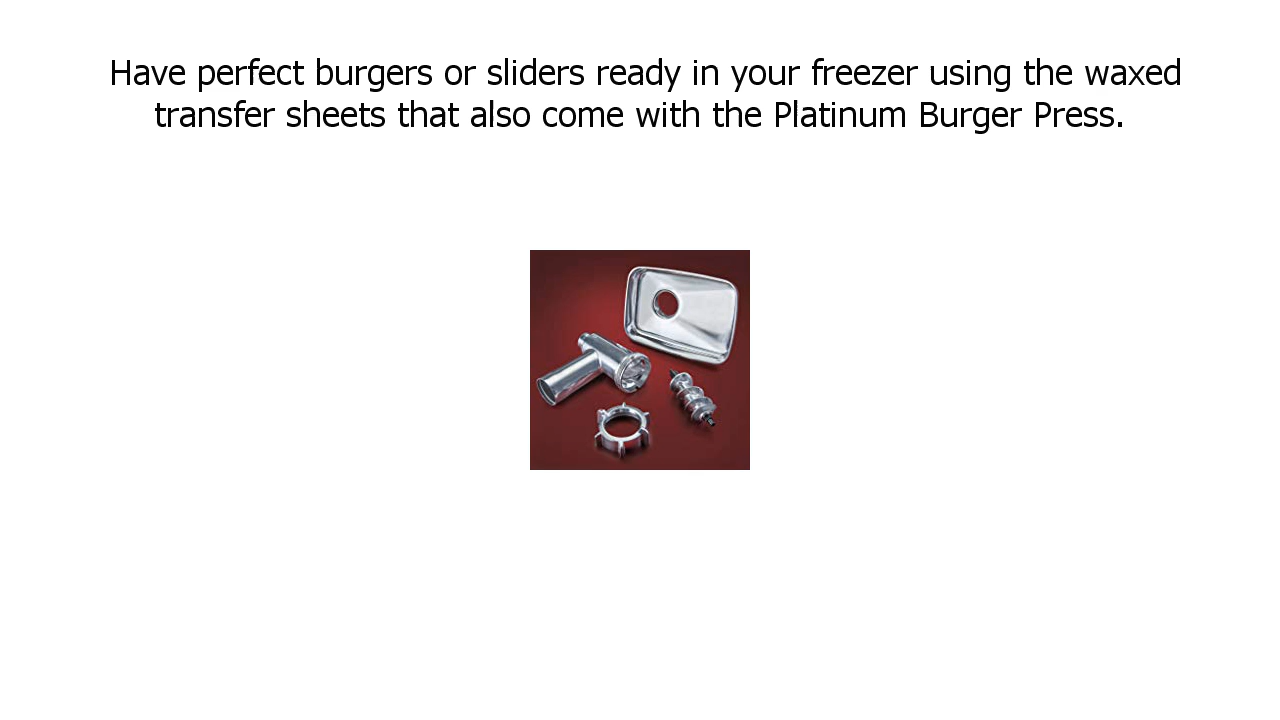 Have perfect burgers or sliders ready in your freezer using the waxed
transfer sheets that also come with the Platinum Burger Press.